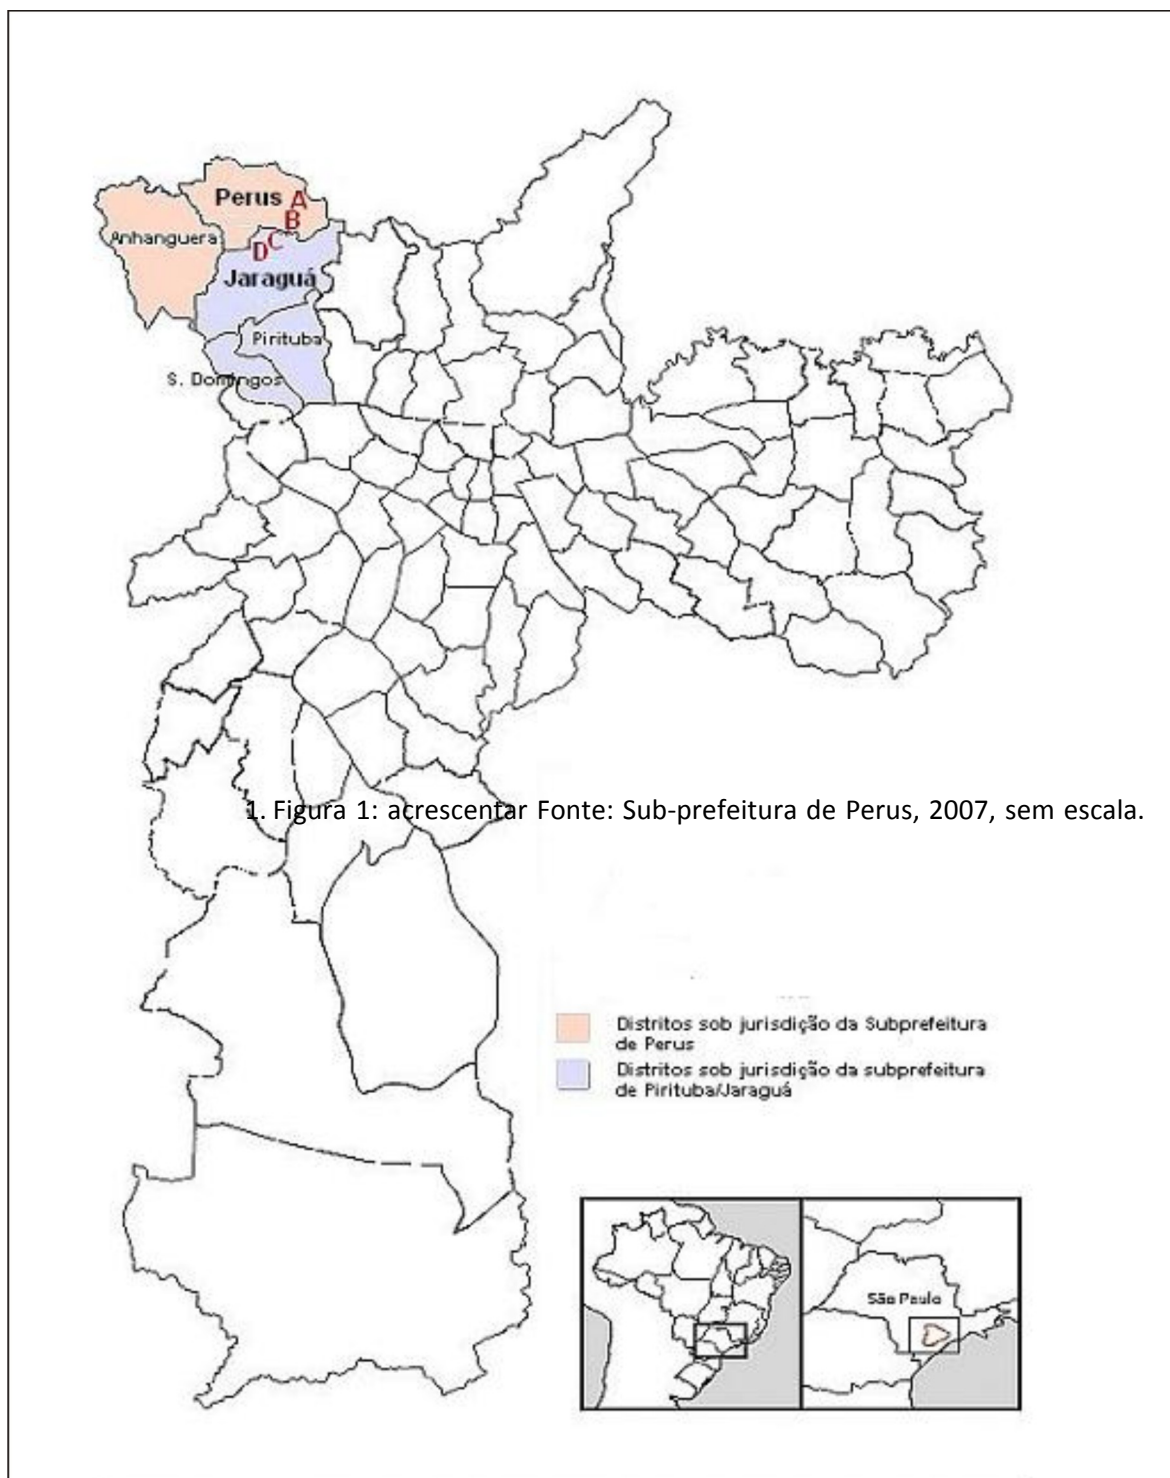 Perus A
B
Anhanguera
C
D
Jaraguá
Pirituba
S. Domingos
1. Figura 1: acrescentar Fonte: Sub-prefeitura de Perus, 2007, sem escala.
Distritos sob jurisdição da Subprefeitura
de Perus
Distritos sob jurisdição da subprefeitura
de Pirituba/Jaraguá
São Paulo